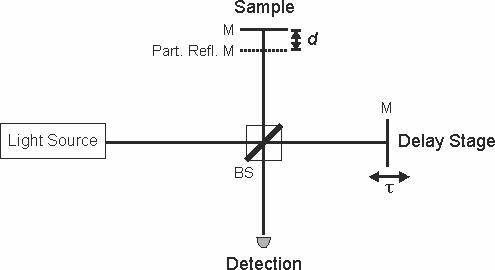 Sample
M
d
Part. Refl. M
M
Light Source
Delay Stage
BS
τ
Detection